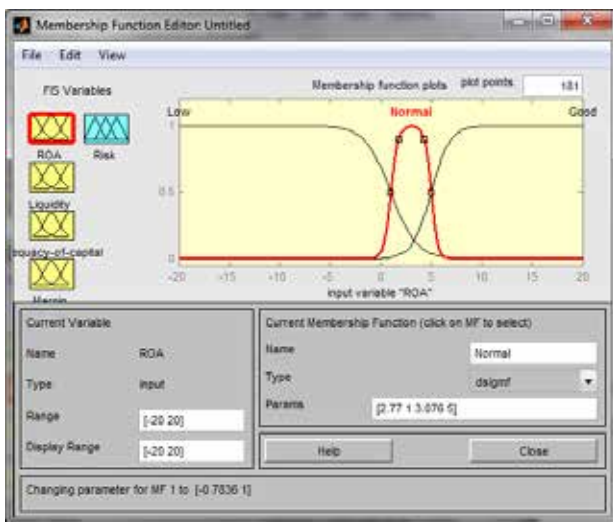 Membership Function Editor: Untitled
File Edit View
FIS Variables
Membership function plots plot points: 181
Low Normal Good
1
ROA Risk
0.5
Liquidity
equacy-of-capital
0
Margin
-20 -15 -10 -5 0 5 10 15 20
input variable "ROA"
Current Variable
Current Membership Function (click on MF to select)
Name ROA
Name Normal
Type input
Type dsigmf
Params [2.77 1 3.076 5]
Range [-20 20]
Display Range [-20 20]
Help Close
Changing parameter for MF 1 to [-0.7836 1]